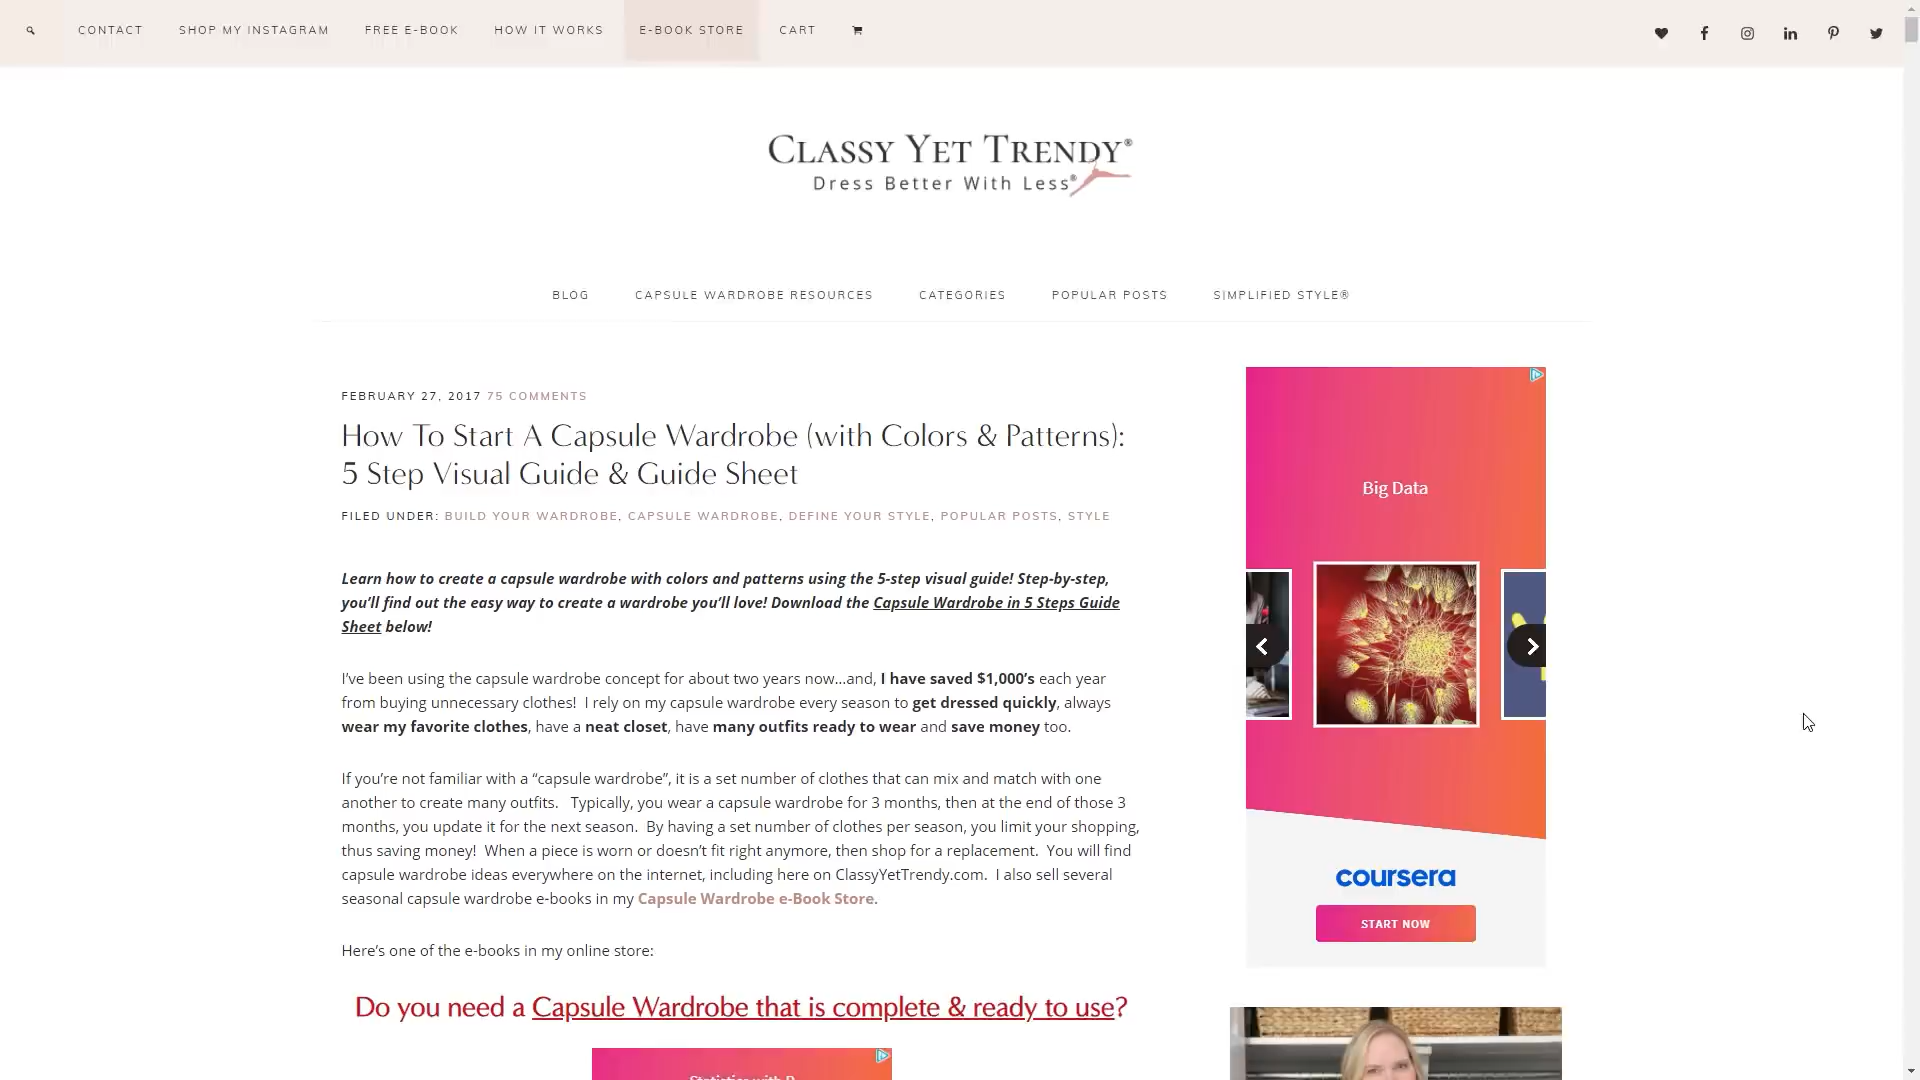 CONTACT SHOP MY INSTAGRAM FREE E-BOOK HOW IT WORKS E-BOOK STORE CART
CLASSY YET TRENDY®
Dress Better With Less®
BLOG CAPSULE WARDROBE RESOURCES CATEGORIES POPULAR POSTS SIMPLIFIED STYLE®
FEBRUARY 27, 2017 75 COMMENTS
How To Start A Capsule Wardrobe (with Colors & Patterns):
5 Step Visual Guide & Guide Sheet
FILED UNDER: BUILD YOUR WARDROBE, CAPSULE WARDROBE, DEFINE YOUR STYLE, POPULAR POSTS, STYLE
Learn how to create a capsule wardrobe with colors and patterns using the 5-step visual guide! Step-by-step,
you’ll find out the easy way to create a wardrobe you’ll love! Download the Capsule Wardrobe in 5 Steps Guide
Sheet below!
I’ve been using the capsule wardrobe concept for about two years now…and, I have saved $1,000’s each year
from buying unnecessary clothes! I rely on my capsule wardrobe every season to get dressed quickly, always
wear my favorite clothes, have a neat closet, have many outfits ready to wear and save money too.
If you’re not familiar with a “capsule wardrobe”, it is a set number of clothes that can mix and match with one
another to create many outfits. Typically, you wear a capsule wardrobe for 3 months, then at the end of those 3
months, you update it for the next season. By having a set number of clothes per season, you limit your shopping,
thus saving money! When a piece is worn or doesn’t fit right anymore, then shop for a replacement. You will find
capsule wardrobe ideas everywhere on the internet, including here on ClassyYetTrendy.com. I also sell several
seasonal capsule wardrobe e-books in my Capsule Wardrobe e-Book Store.
Here’s one of the e-books in my online store:
Do you need a Capsule Wardrobe that is complete & ready to use?
Big Data
coursera
START NOW